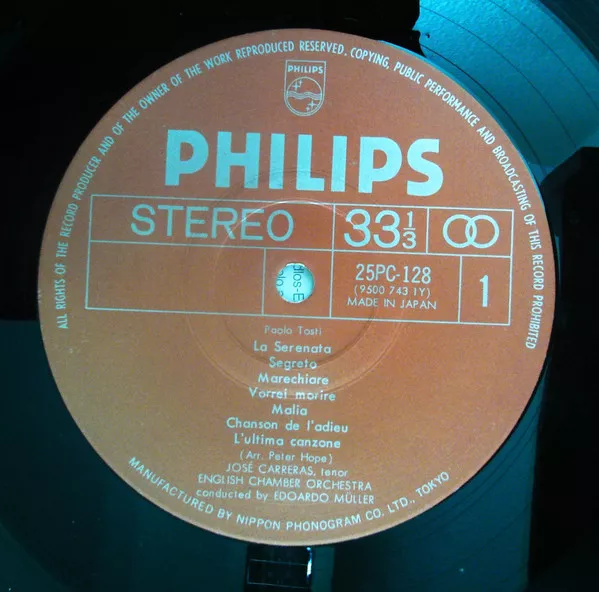 ALL RIGHTS OF THE RECORD PRODUCER AND OF THE OWNER OF THE WORK REPRODUCED RESERVED. COPYING, PUBLIC PERFORMANCE AND BROADCASTING OF THIS RECORD PROHIBITED
PHILIPS
PHILIPS
STEREO
33 1/3
25PC-128
(9500 743 1Y)
MADE IN JAPAN
1
Paolo Tosti
La Serenata
Segreto
Marechiare
Vorrei morire
Malia
Chanson de l'adieu
L'ultima canzone
(Arr. Peter Hope)
JOSÉ CARRERAS, tenor
ENGLISH CHAMBER ORCHESTRA
conducted by EDOARDO MÜLLER
MANUFACTURED BY NIPPON PHONOGRAM CO. LTD., TOKYO